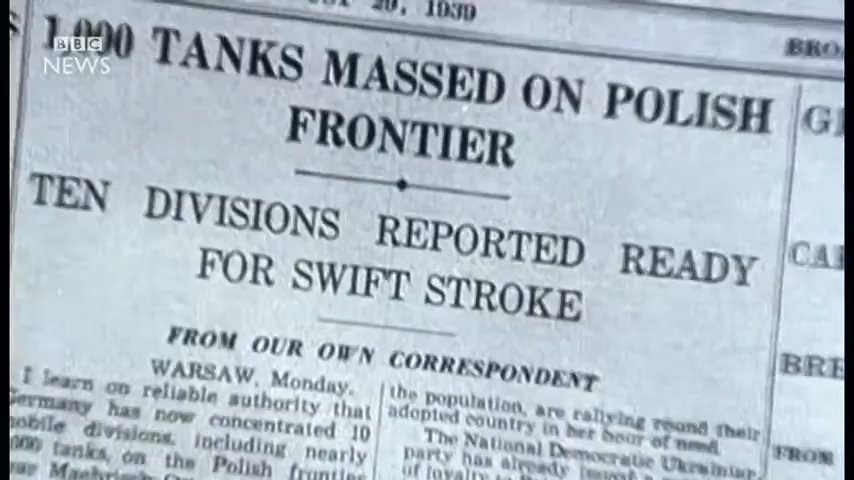 29, 1939
BBC
NEWS
1,000 TANKS MASSED ON POLISH
FRONTIER
TEN DIVISIONS REPORTED READY
FOR SWIFT STROKE
FROM OUR OWN CORRESPONDENT
WARSAW, Monday.
I learn on reliable authority that
Germany has now concentrated 10
mobile divisions, including nearly
tanks, on the Polish frontier
the population, are rallying round their
adopted country in her hour of need.
The National Democratic Ukrainian
party has already
of loyalty
BRO
CA
BRE
FROM